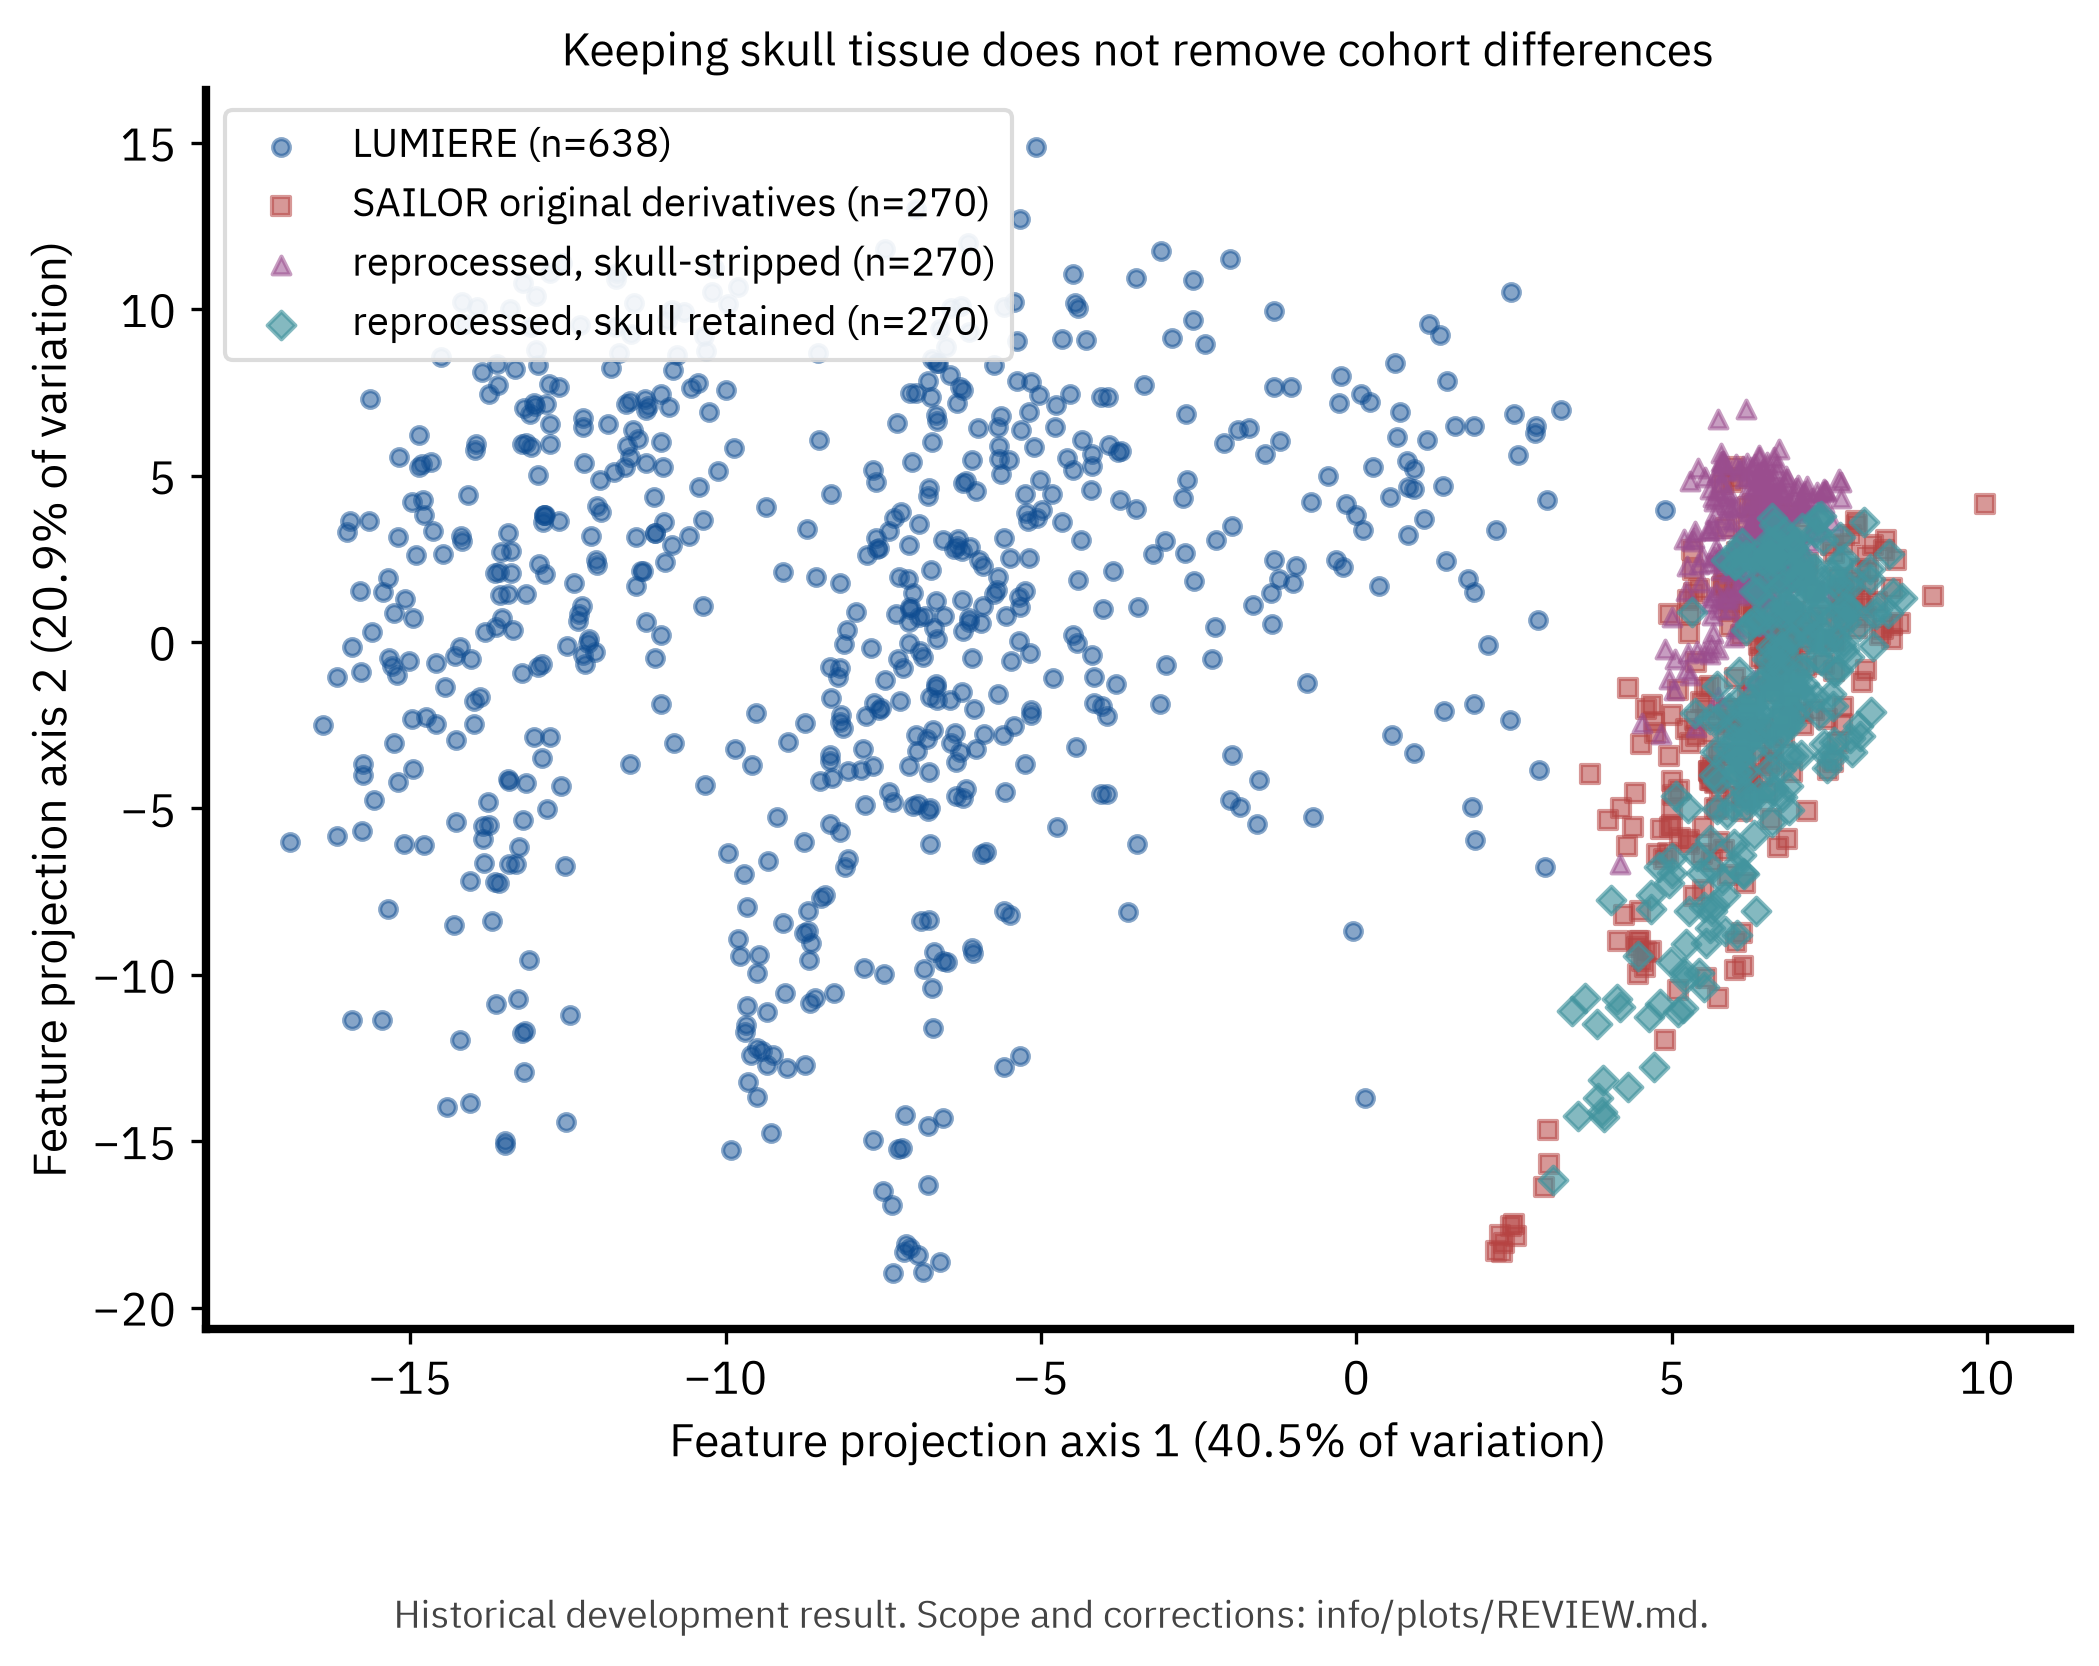 Keeping skull tissue does not remove cohort differences
LUMIERE (n=638)
SAILOR original derivatives (n=270)
reprocessed, skull-stripped (n=270)
reprocessed, skull retained (n=270)
Feature projection axis 2 (20.9% of variation)
15
10
5
0
−5
−10
−15
−20
−15
−10
−5
0
5
10
Feature projection axis 1 (40.5% of variation)
Historical development result. Scope and corrections: info/plots/REVIEW.md.